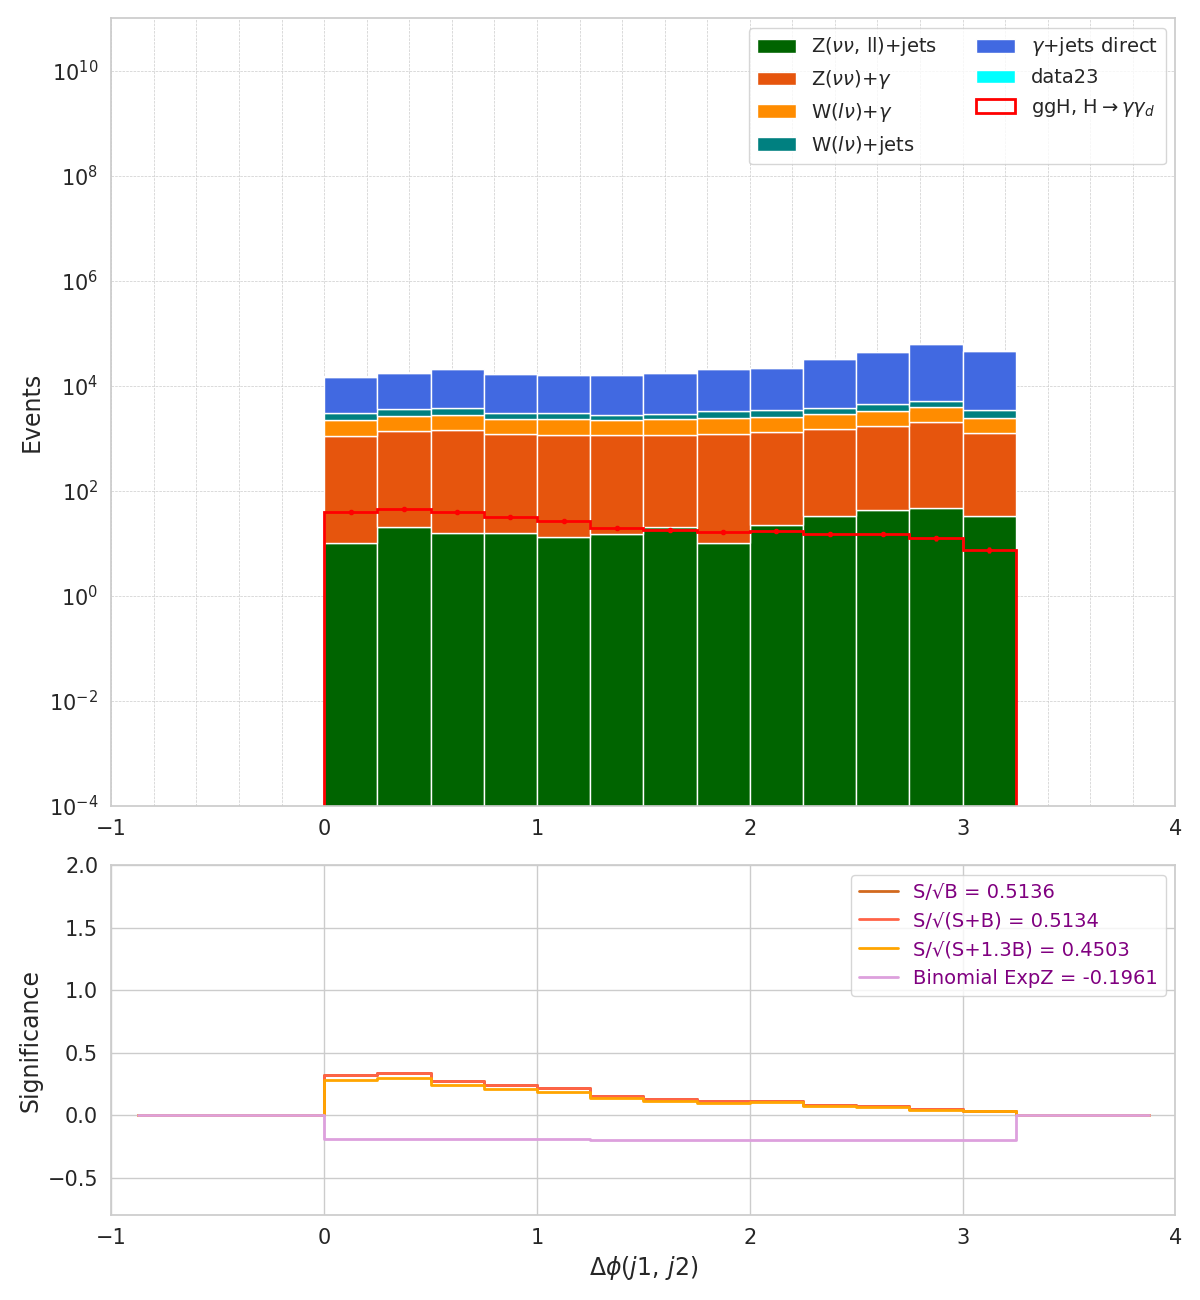 Z(νν, ll)+jets
Z(νν)+γ
W(lν)+γ
W(lν)+jets
γ+jets direct
data23
ggH, H→γγ_d
Events
10^10
10^8
10^6
10^4
10^2
10^0
10^−2
10^−4
−1 0 1 2 3 4
S/√B = 0.5136
S/√(S+B) = 0.5134
S/√(S+1.3B) = 0.4503
Binomial ExpZ = -0.1961
Significance
2.0
1.5
1.0
0.5
0.0
−0.5
−1 0 1 2 3 4
Δϕ(j1, j2)